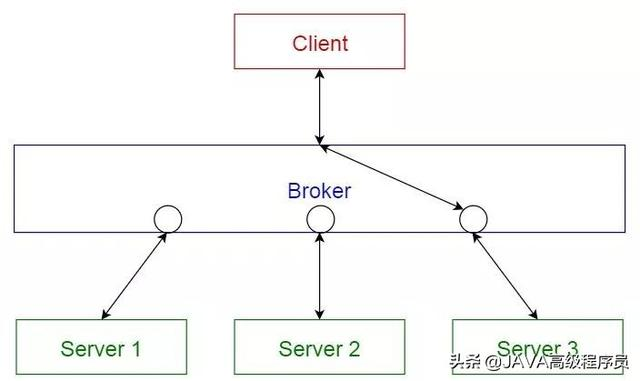 Client
Broker
Server 1
Server 2
Server 3
头条 @JAVA高级程序员